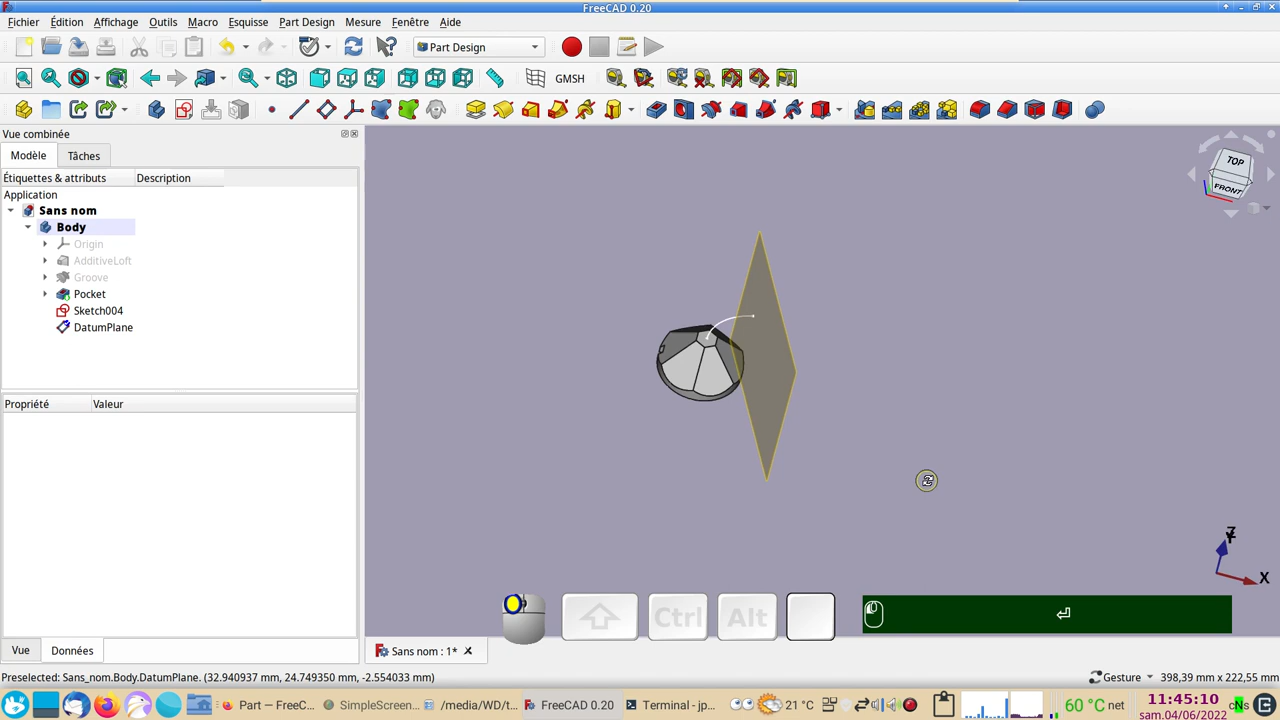 FreeCAD 0.20
Fichier Édition Affichage Outils Macro Esquisse Part Design Mesure Fenêtre Aide
Part Design
GMSH
Vue combinée
Modèle Tâches
Étiquettes & attributs Description
Application
Sans nom
Body
Origin
AdditiveLoft
Groove
Pocket
Sketch004
DatumPlane
Propriété Valeur
TOP
FRONT
Z
X
Ctrl Alt
Vue Données
Sans nom : 1*
Preselected: Sans_nom.Body.DatumPlane. (32.940937 mm, 24.749350 mm, -2.554033 mm)
Gesture 398,39 mm x 222,55 mm
Part — FreeC... SimpleScreen... /media/WD/t... FreeCAD 0.20 Terminal - jp... 21 °C 60 °C net
11:45:10
sam.04/06/2022